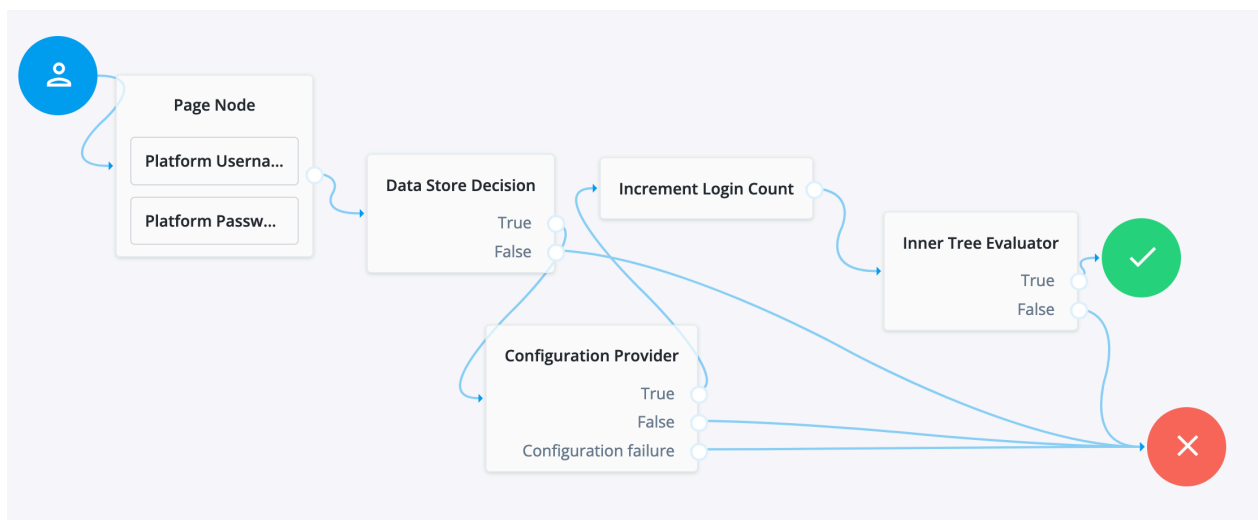 Page Node
Platform Userna...
Platform Passw...
Data Store Decision
True
False
Configuration Provider
True
False
Configuration failure
Increment Login Count
Inner Tree Evaluator
True
False